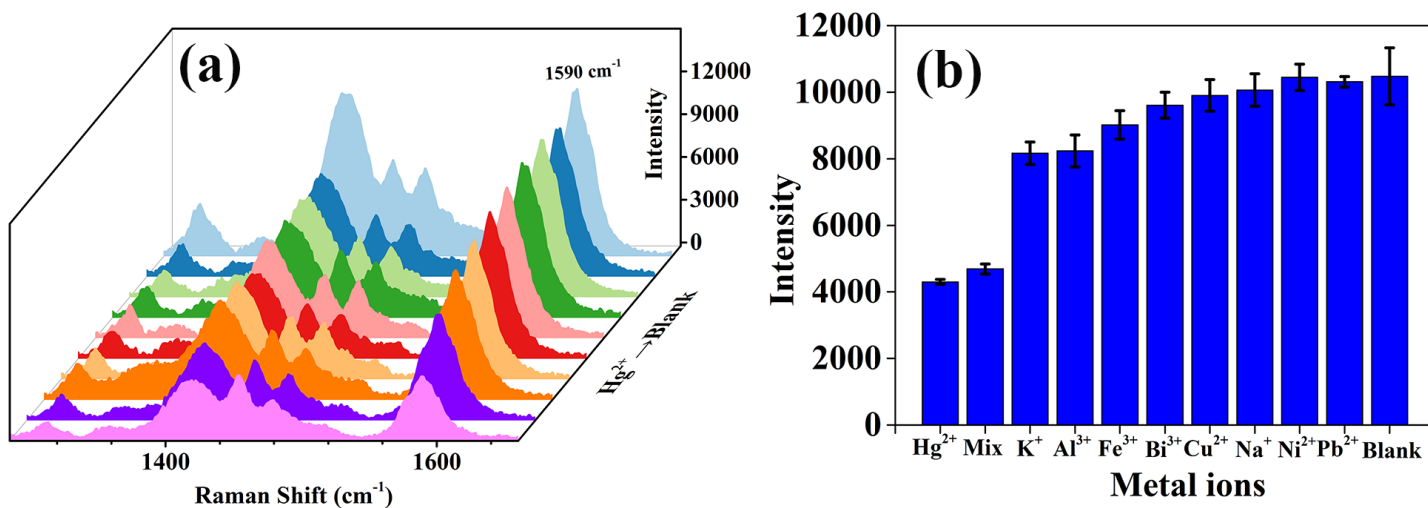 (a)
1590 cm⁻¹
12000
9000
6000
3000
0
Intensity
Hg²⁺ →Blank
1400
1600
Raman Shift (cm⁻¹)
(b)
12000
10000
8000
6000
4000
2000
0
Intensity
Hg²⁺ Mix K⁺ Al³⁺ Fe³⁺ Bi³⁺ Cu²⁺ Na⁺ Ni²⁺ Pb²⁺ Blank
Metal ions